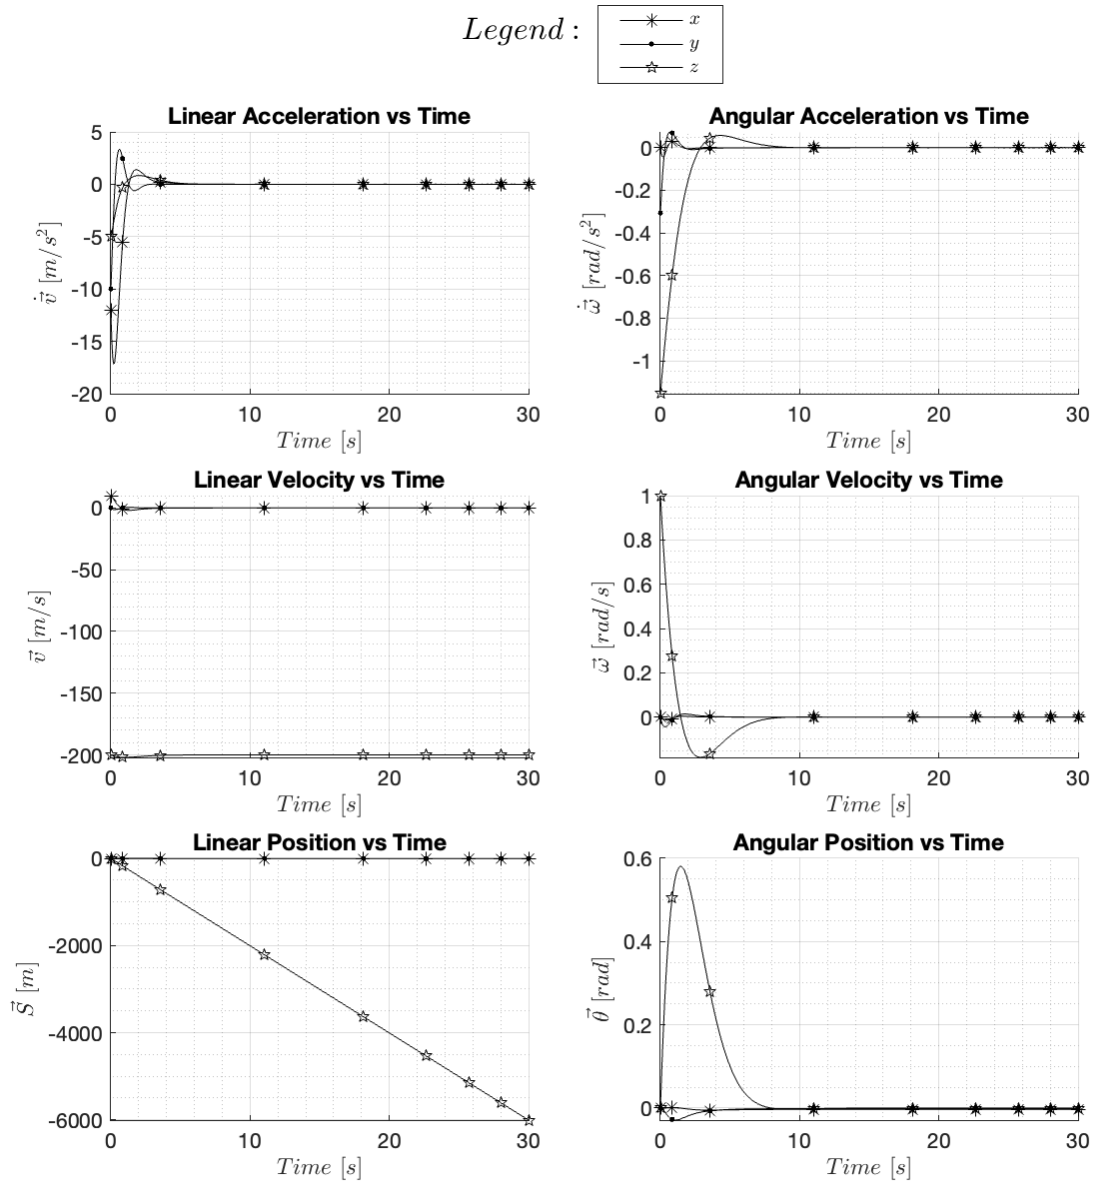 Legend :
x
y
z
Linear Acceleration vs Time
5
0
-5
-10
-15
-20
0 10 20 30
Time [s]
v̇⃗ [m/s²]
Angular Acceleration vs Time
0
-0.2
-0.4
-0.6
-0.8
-1
0 10 20 30
Time [s]
ω̇⃗ [rad/s²]
Linear Velocity vs Time
0
-50
-100
-150
-200
0 10 20 30
Time [s]
v⃗ [m/s]
Angular Velocity vs Time
1
0.8
0.6
0.4
0.2
0
0 10 20 30
Time [s]
ω⃗ [rad/s]
Linear Position vs Time
0
-2000
-4000
-6000
0 10 20 30
Time [s]
S⃗ [m]
Angular Position vs Time
0.6
0.4
0.2
0
0 10 20 30
Time [s]
θ⃗ [rad]